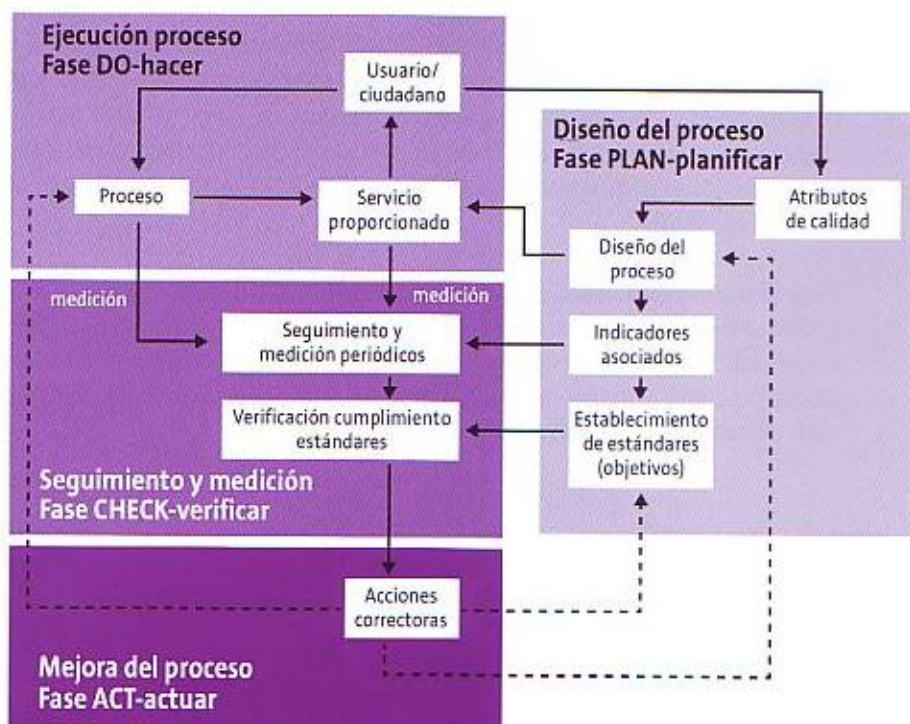 Ejecución proceso
Fase DO-hacer
Usuario/
ciudadano
Proceso
Servicio
proporcionado
Diseño del proceso
Fase PLAN-planificar
Atributos
de calidad
Diseño del
proceso
Indicadores
asociados
Establecimiento
de estándares
(objetivos)
medición
medición
Seguimiento y
medición periódicos
Verificación cumplimiento
estándares
Seguimiento y medición
Fase CHECK-verificar
Acciones
correctoras
Mejora del proceso
Fase ACT-actuar